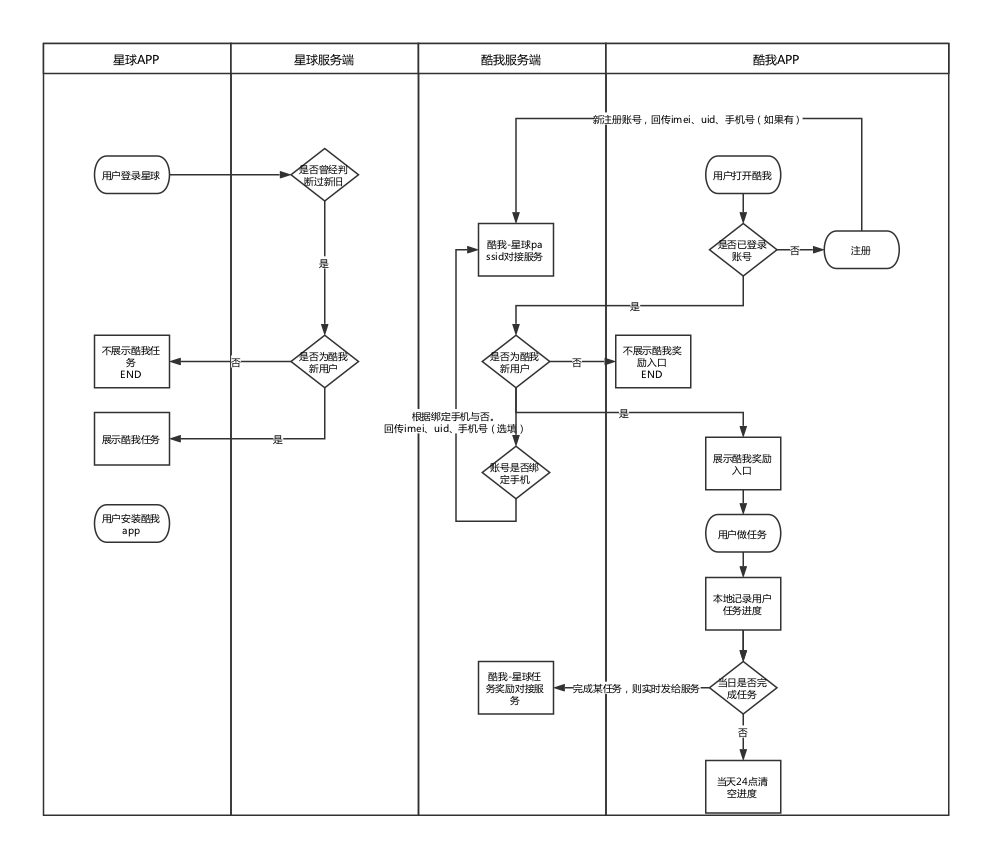 星球APP
星球服务端
酷我服务端
酷我APP
新注册账号，回传imei、uid、手机号（如果有）
用户登录星球
是否曾经判
断过新旧
用户打开酷我
酷我-星球pa
ssid对接服务
是否已登录
账号
否
注册
是
是
不展示酷我任
务
END
否
是否为酷我
新用户
是否为酷我
新用户
否
不展示酷我奖
励入口
END
根据绑定手机与否，
回传imei、uid、手机号（选填）
是
展示酷我任务
是
账号是否绑
定手机
展示酷我奖励
入口
用户安装酷我
app
用户做任务
本地记录用户
任务进度
酷我-星球任
务奖励对接服
务
完成某任务，则实时发给服务
当日是否完
成任务
否
当天24点清
空进度